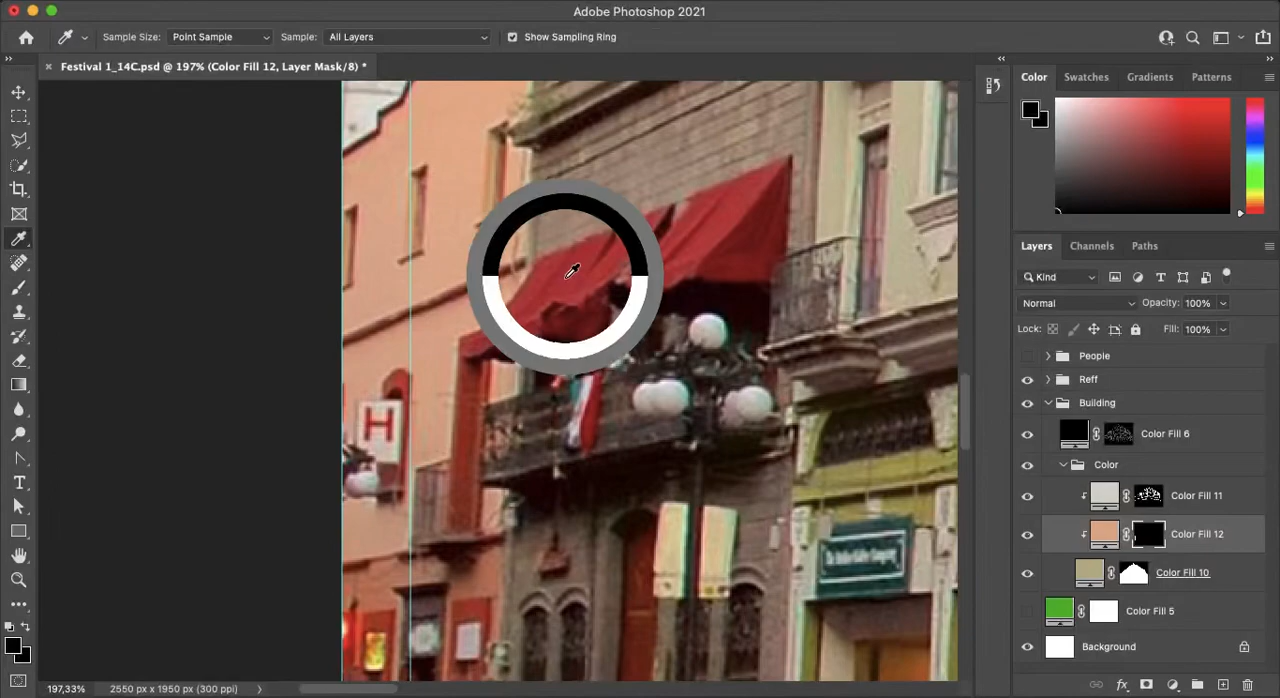 Adobe Photoshop 2021
Sample Size: Point Sample Sample: All Layers Show Sampling Ring
Festival 1_14C.psd @ 197% (Color Fill 12, Layer Mask/8) *
Color Swatches Gradients Patterns
Layers Channels Paths
Kind
Normal Opacity: 100%
Lock: Fill: 100%
People
Reff
Building
Color Fill 6
Color
Color Fill 11
Color Fill 12
Color Fill 10
Color Fill 5
Background
H
197,33% 2550 px x 1950 px (300 ppi)